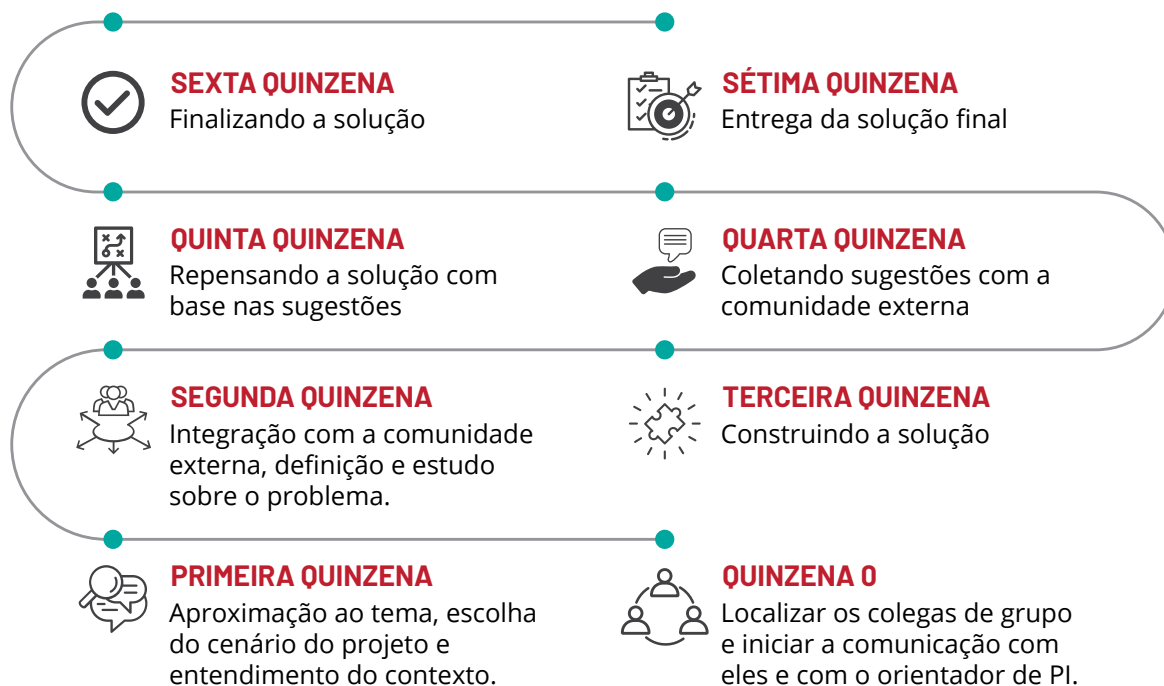 SEXTA QUINZENA
Finalizando a solução
SÉTIMA QUINZENA
Entrega da solução final
QUINTA QUINZENA
Repensando a solução com
base nas sugestões
QUARTA QUINZENA
Coletando sugestões com a
comunidade externa
SEGUNDA QUINZENA
Integração com a comunidade
externa, definição e estudo
sobre o problema.
TERCEIRA QUINZENA
Construindo a solução
PRIMEIRA QUINZENA
Aproximação ao tema, escolha
do cenário do projeto e
entendimento do contexto.
QUINZENA 0
Localizar os colegas de grupo
e iniciar a comunicação com
eles e com o orientador de PI.